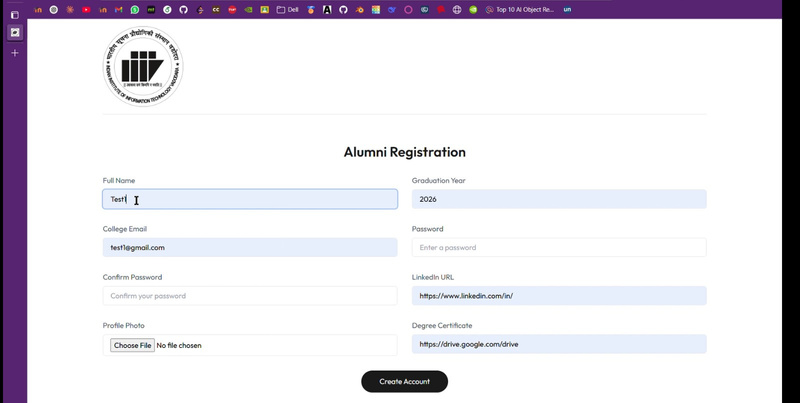 Dell
Top 10 AI Object Re...
INDIAN INSTITUTE OF INFORMATION TECHNOLOGY VADODARA
Alumni Registration
Full Name
Graduation Year
Test1
2026
College Email
Password
test1@gmail.com
Enter a password
Confirm Password
LinkedIn URL
Confirm your password
https://www.linkedin.com/in/
Profile Photo
Degree Certificate
Choose File No file chosen
https://drive.google.com/drive
Create Account